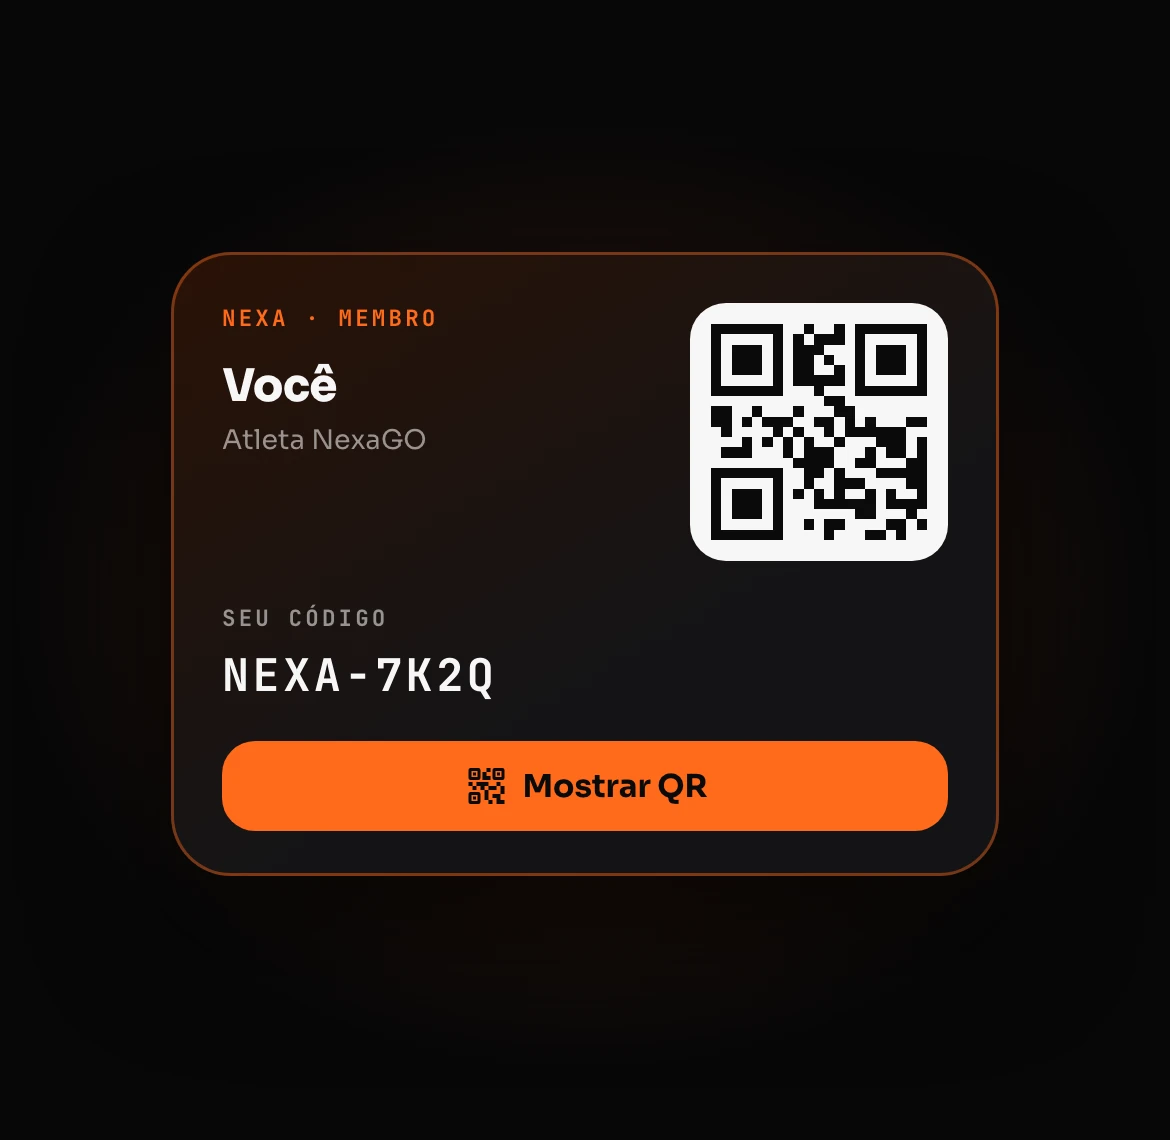 NEXA · MEMBRO
Você
Atleta NexaGO
SEU CÓDIGO
NEXA-7K2Q
Mostrar QR